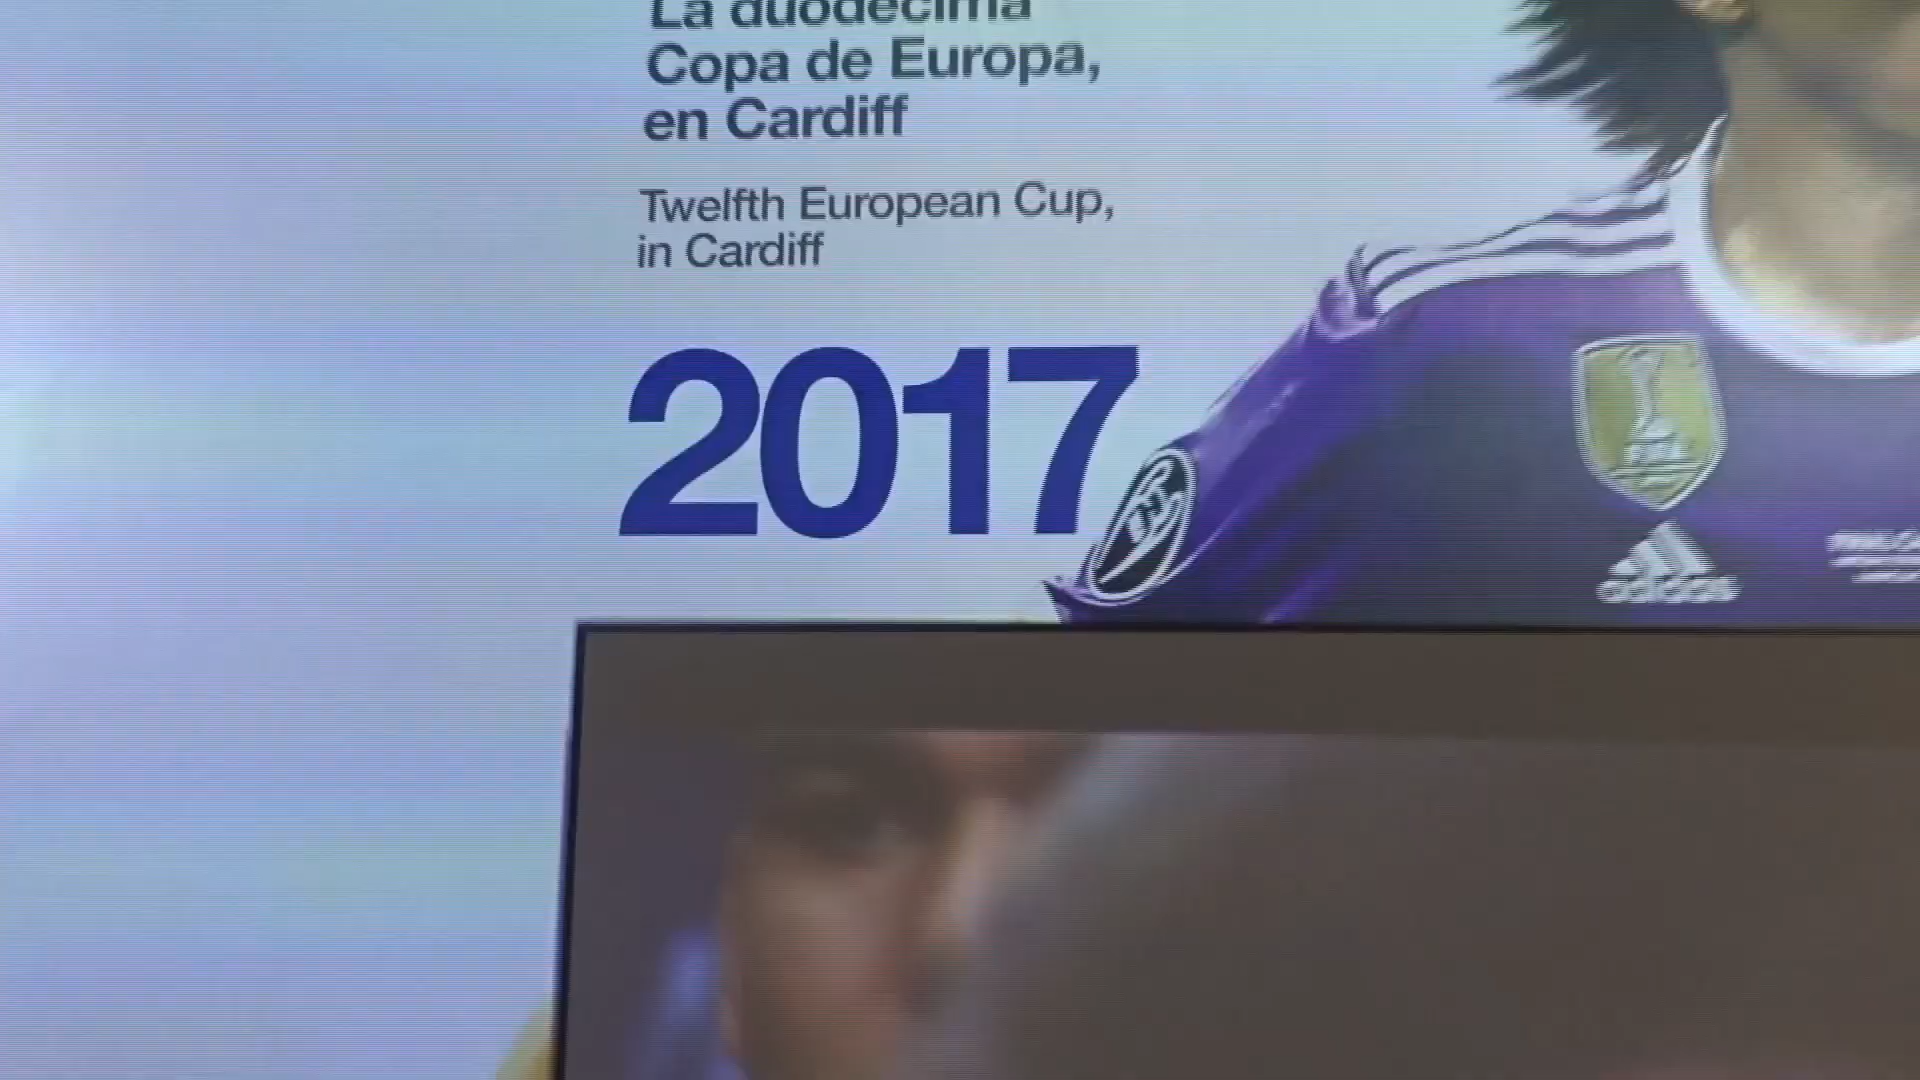 La duodécima
Copa de Europa,
en Cardiff
Twelfth European Cup,
in Cardiff
2017
adidas